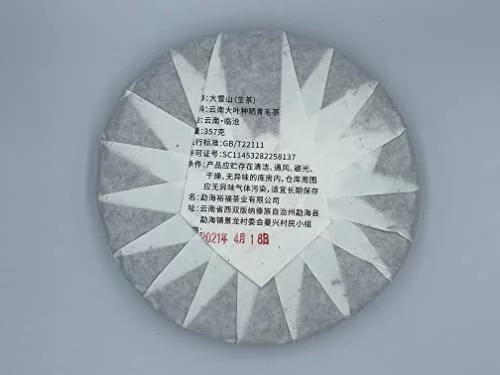 ：大雪山(生茶)
料：云南大叶种晒青毛茶
：云南·临沧
量：357克
行标准：GB/T22111
许可证号：SC11453282258137
条件：产品应贮存在清洁、通风、避光、
干燥、无异味的库房内，仓库周围
应无异味气体污染，适宜长期保存
名：勐海裕福茶业有限公司
址：云南省西双版纳傣族自治州勐海县
勐海镇景龙村委会曼兴村民小组
2021年 4月 18日